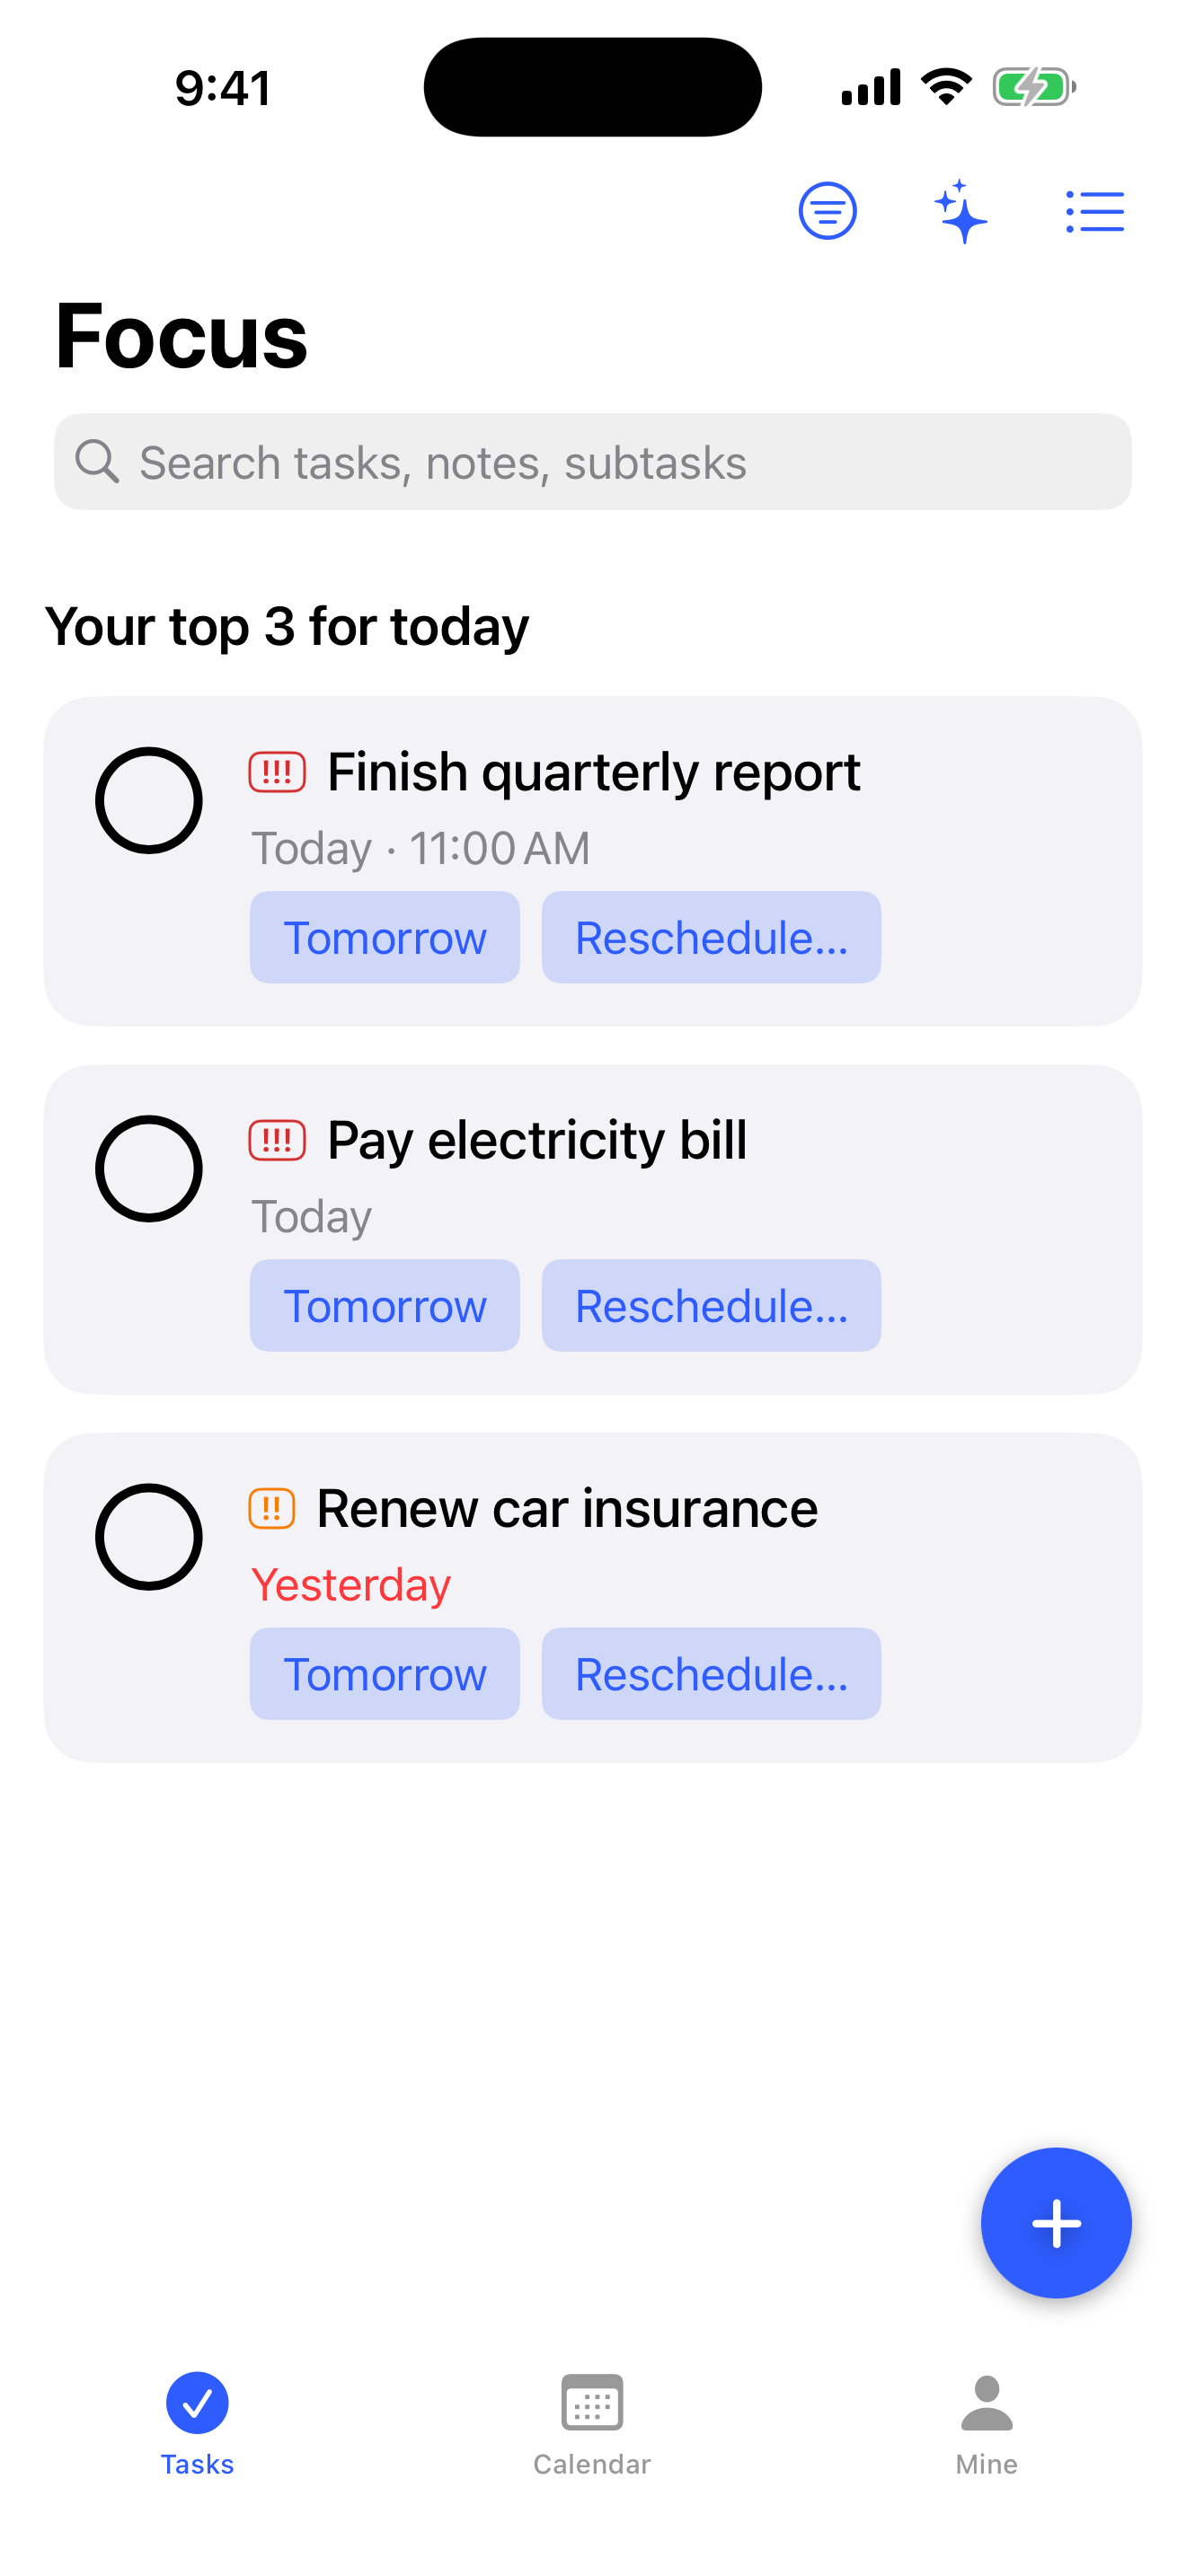 9:41
Focus
Search tasks, notes, subtasks
Your top 3 for today
!!! Finish quarterly report
Today · 11:00 AM
Tomorrow Reschedule...
!!! Pay electricity bill
Today
Tomorrow Reschedule...
!! Renew car insurance
Yesterday
Tomorrow Reschedule...
Tasks Calendar Mine